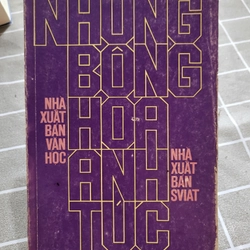 NHỮNG
BÔNG
HOA
ANH
TÚC
NHÀ
XUẤT
BẢN
VĂN
HỌC
NHÀ
XUẤT
BẢN
SVIAT